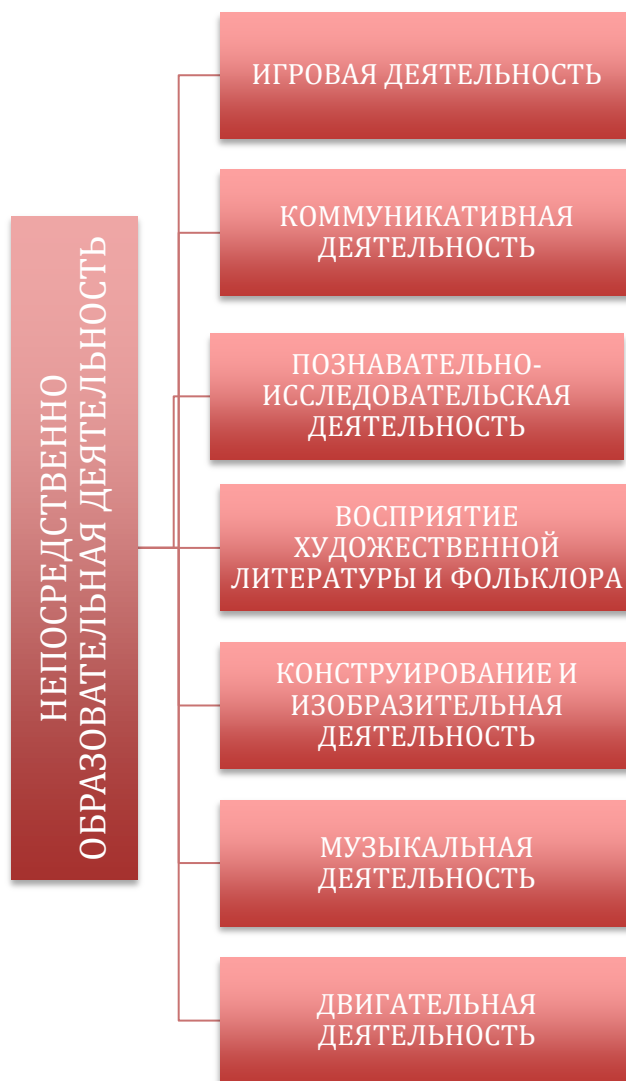 НЕПОСРЕДСТВЕННО
ОБРАЗОВАТЕЛЬНАЯ ДЕЯТЕЛЬНОСТЬ
ИГРОВАЯ ДЕЯТЕЛЬНОСТЬ
КОММУНИКАТИВНАЯ
ДЕЯТЕЛЬНОСТЬ
ПОЗНАВАТЕЛЬНО-
ИССЛЕДОВАТЕЛЬСКАЯ
ДЕЯТЕЛЬНОСТЬ
ВОСПРИЯТИЕ
ХУДОЖЕСТВЕННОЙ
ЛИТЕРАТУРЫ И ФОЛЬКЛОРА
КОНСТРУИРОВАНИЕ И
ИЗОБРАЗИТЕЛЬНАЯ
ДЕЯТЕЛЬНОСТЬ
МУЗЫКАЛЬНАЯ
ДЕЯТЕЛЬНОСТЬ
ДВИГАТЕЛЬНАЯ
ДЕЯТЕЛЬНОСТЬ